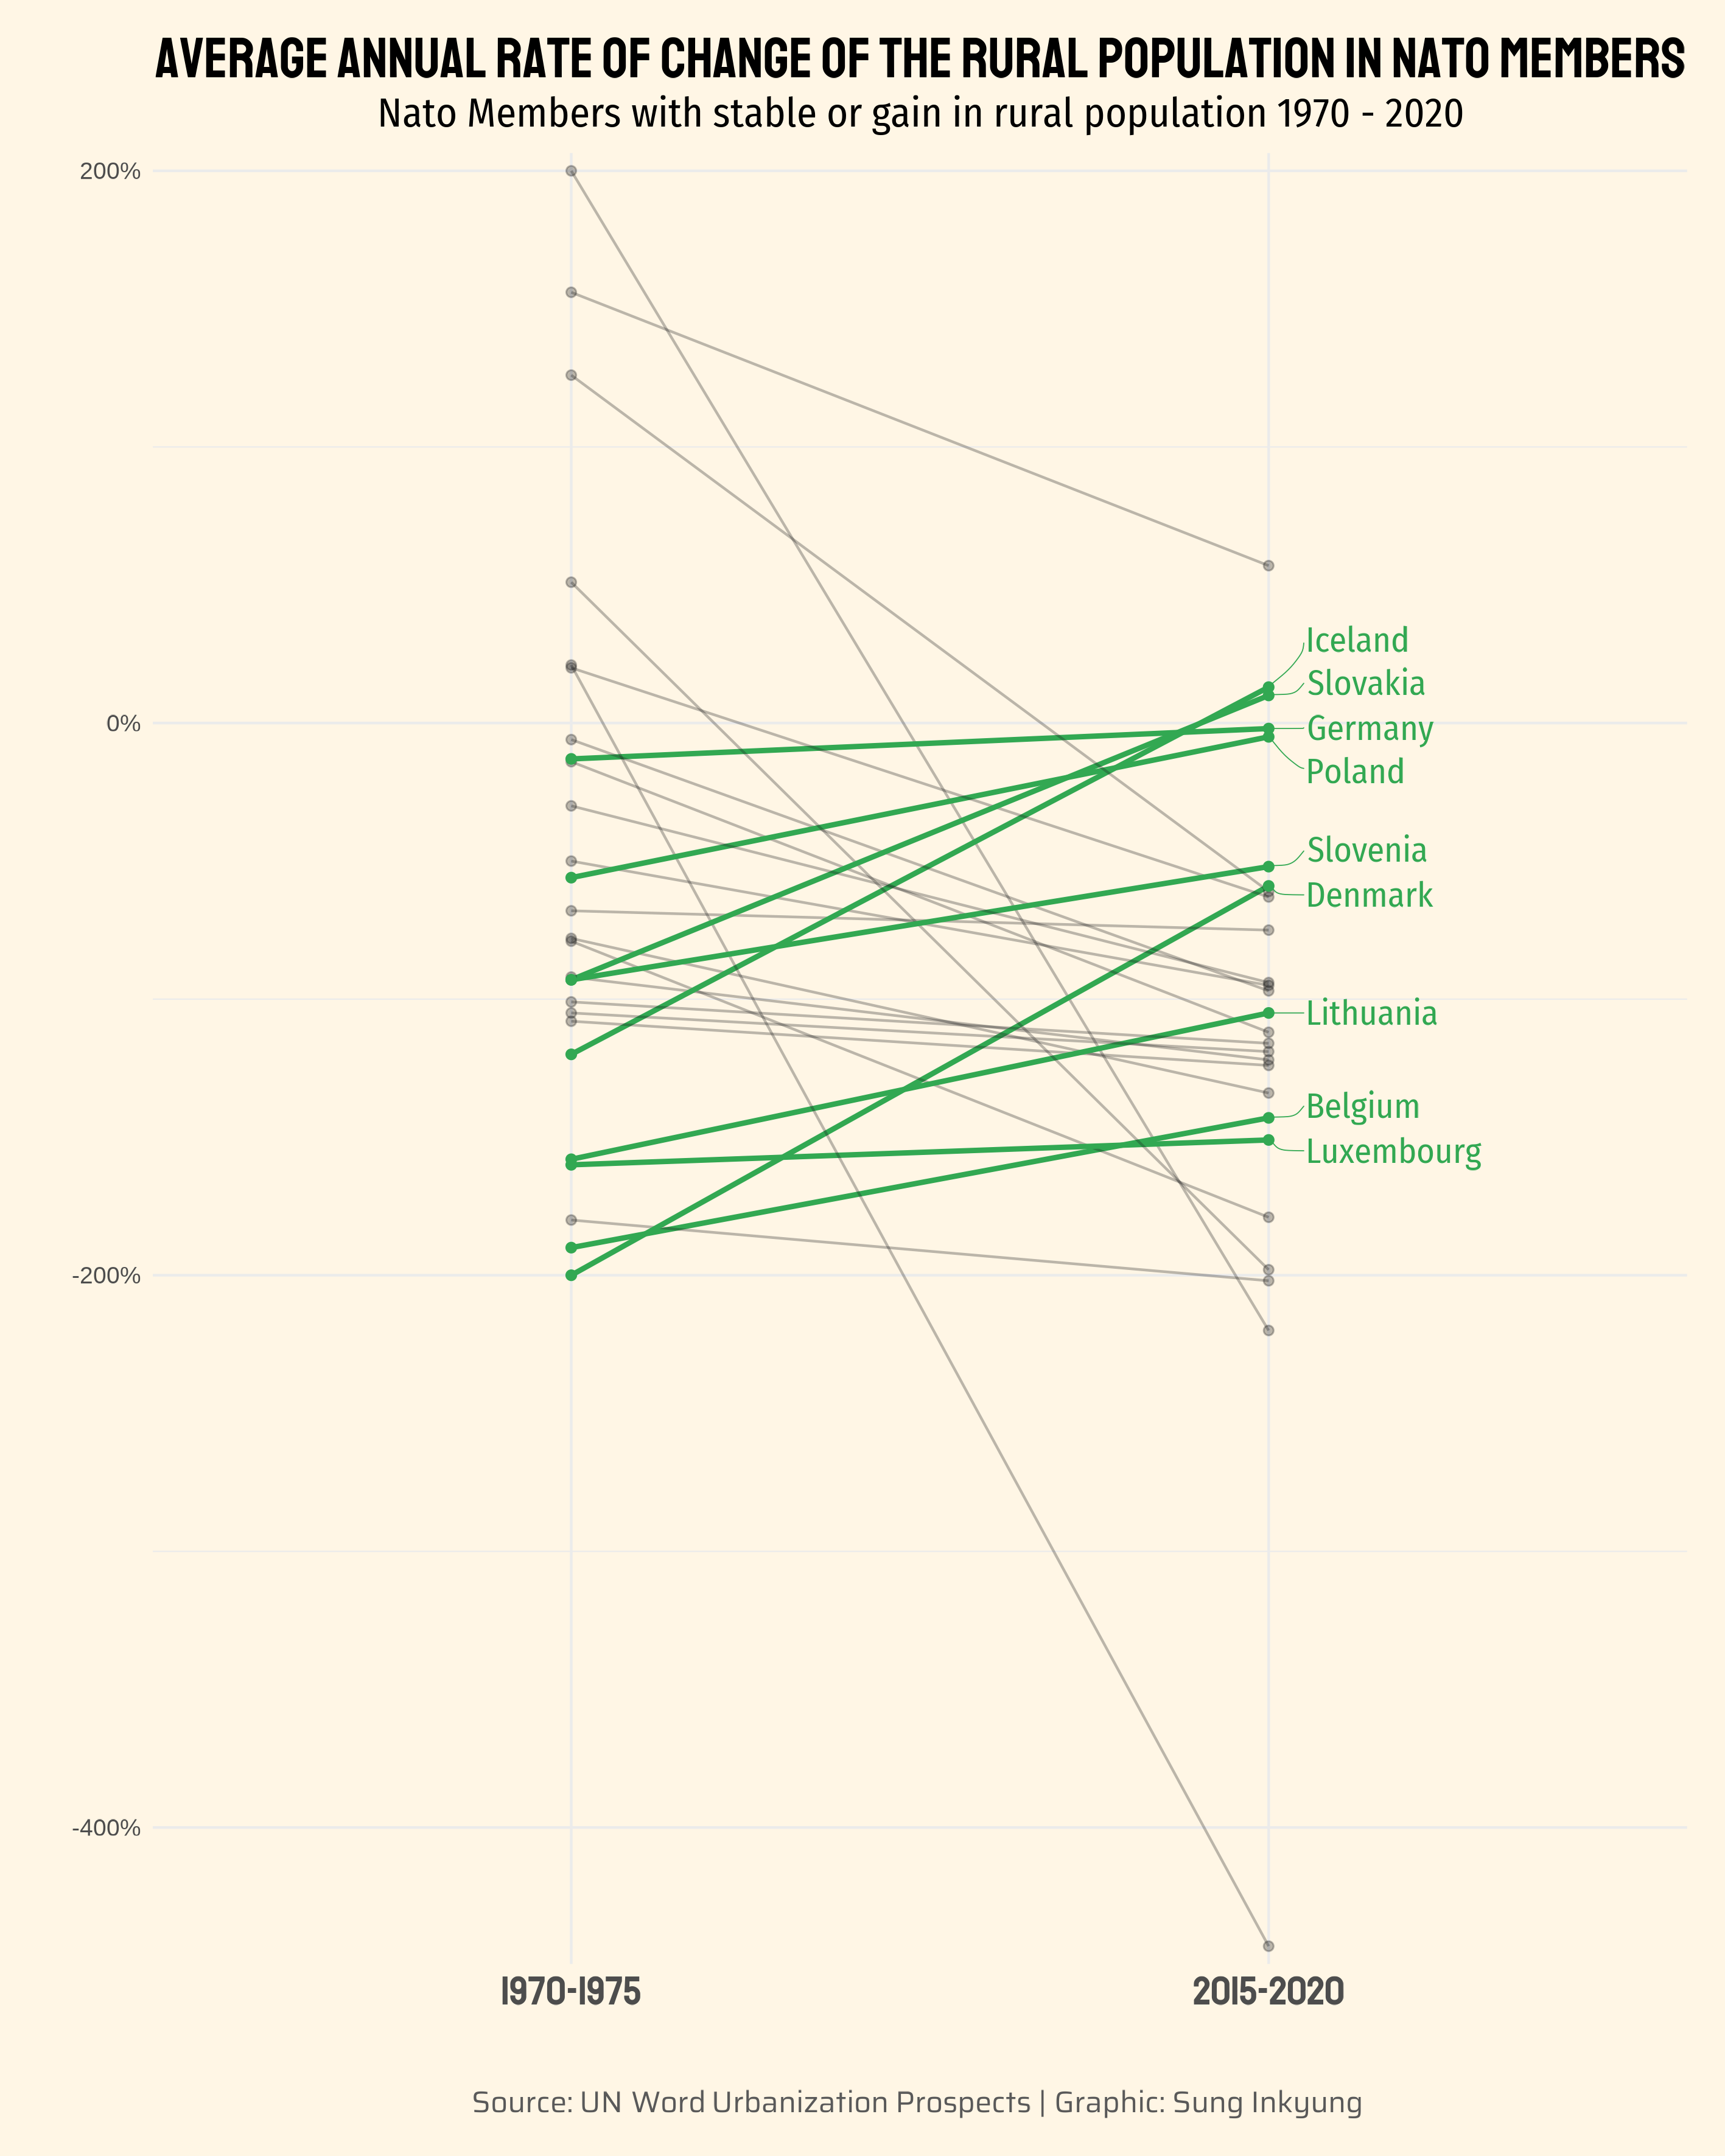 AVERAGE ANNUAL RATE OF CHANGE OF THE RURAL POPULATION IN NATO MEMBERS
Nato Members with stable or gain in rural population 1970 - 2020
200%
0%
-200%
-400%
Iceland
Slovakia
Germany
Poland
Slovenia
Denmark
Lithuania
Belgium
Luxembourg
1970-1975
2015-2020
Source: UN Word Urbanization Prospects | Graphic: Sung Inkyung